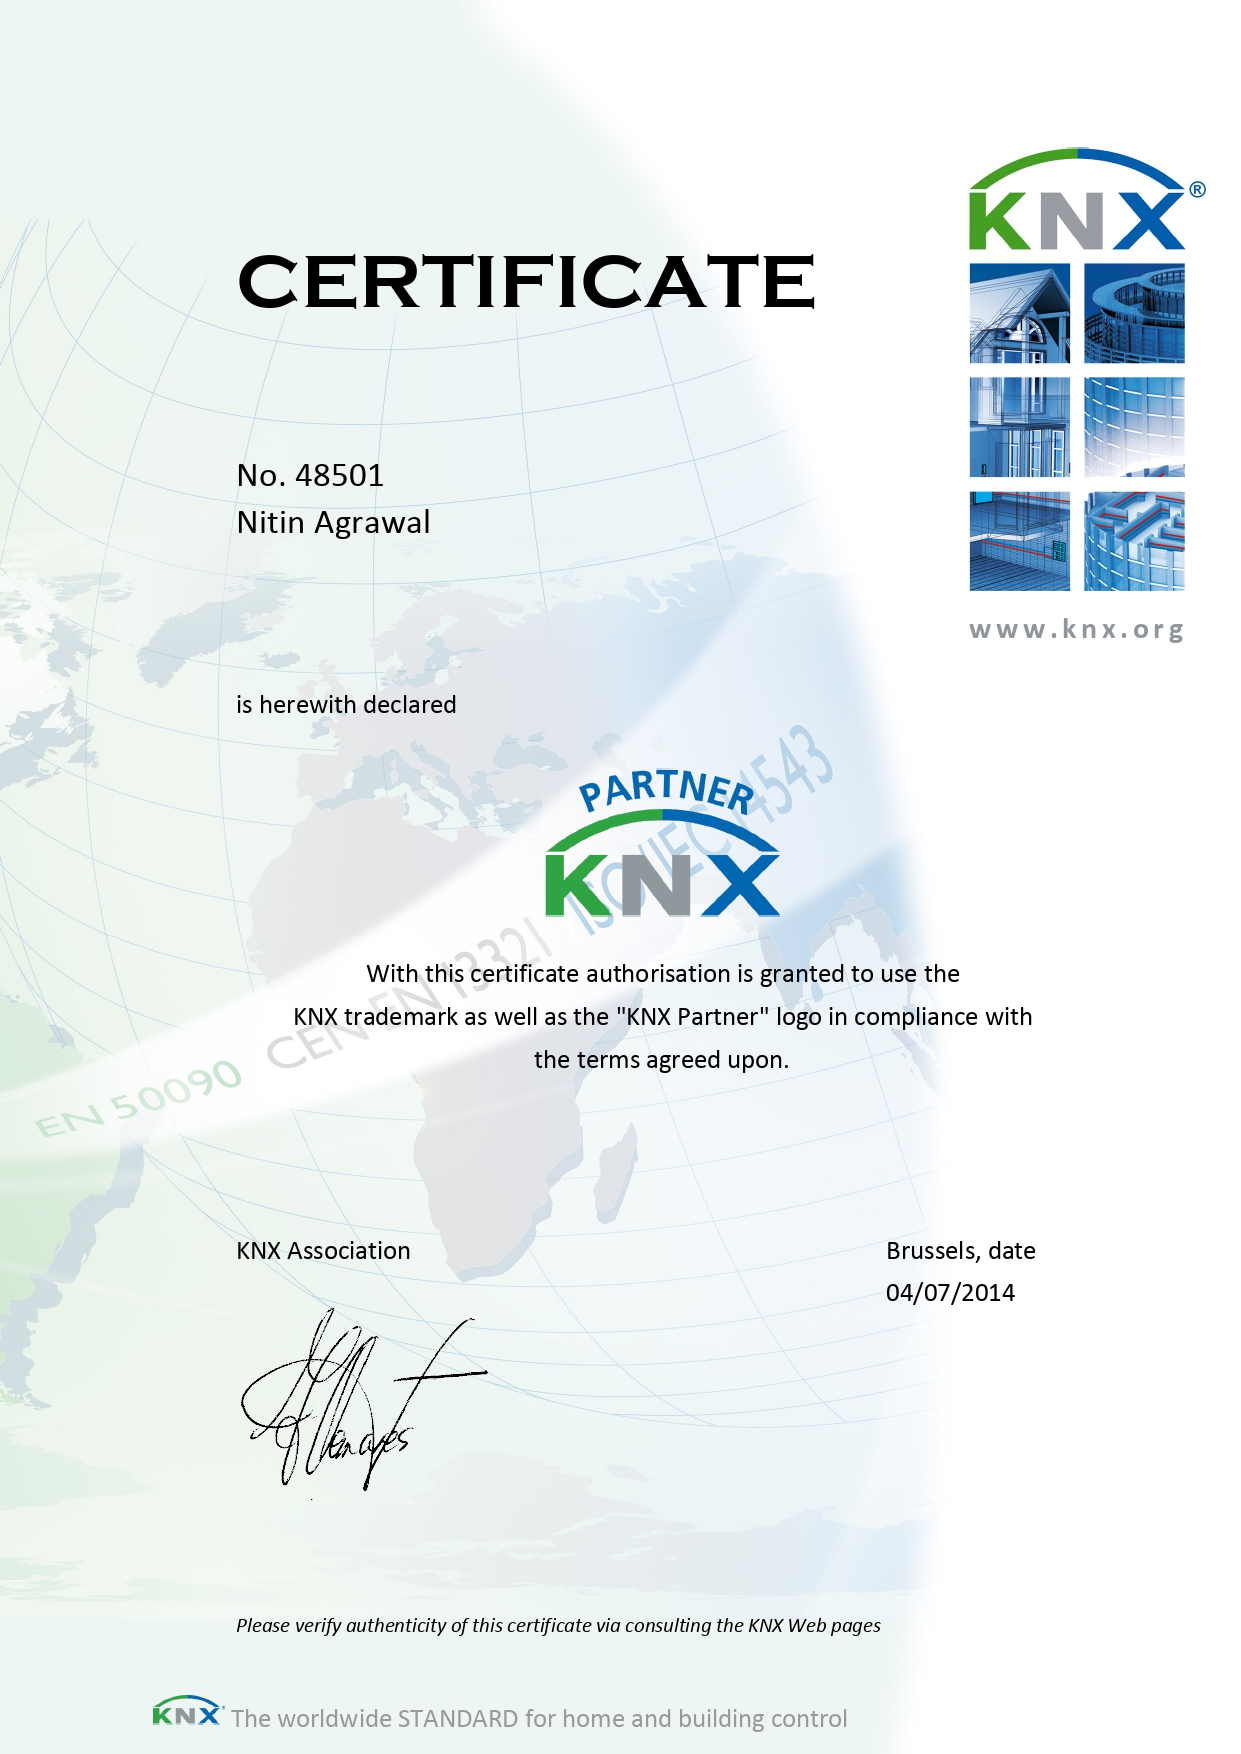 KNX®
CERTIFICATE
No. 48501
Nitin Agrawal
www.knx.org
is herewith declared
PARTNER
KNX
EN 50090 CEN EN 13321 ISO/IEC 14543
With this certificate authorisation is granted to use the
KNX trademark as well as the "KNX Partner" logo in compliance with
the terms agreed upon.
KNX Association
Brussels, date
04/07/2014
Please verify authenticity of this certificate via consulting the KNX Web pages
KNX The worldwide STANDARD for home and building control